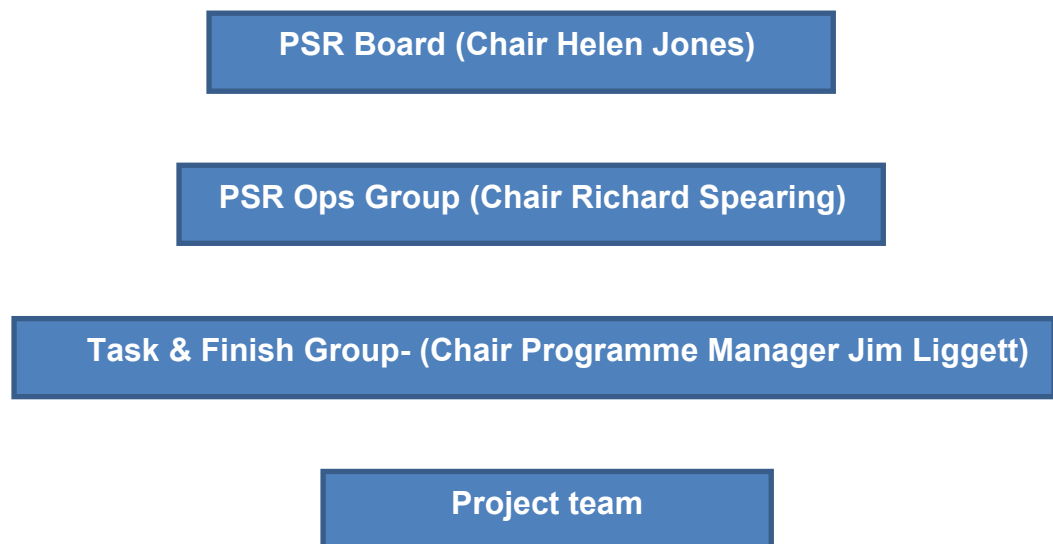 PSR Board (Chair Helen Jones)
PSR Ops Group (Chair Richard Spearing)
Task & Finish Group- (Chair Programme Manager Jim Liggett)
Project team